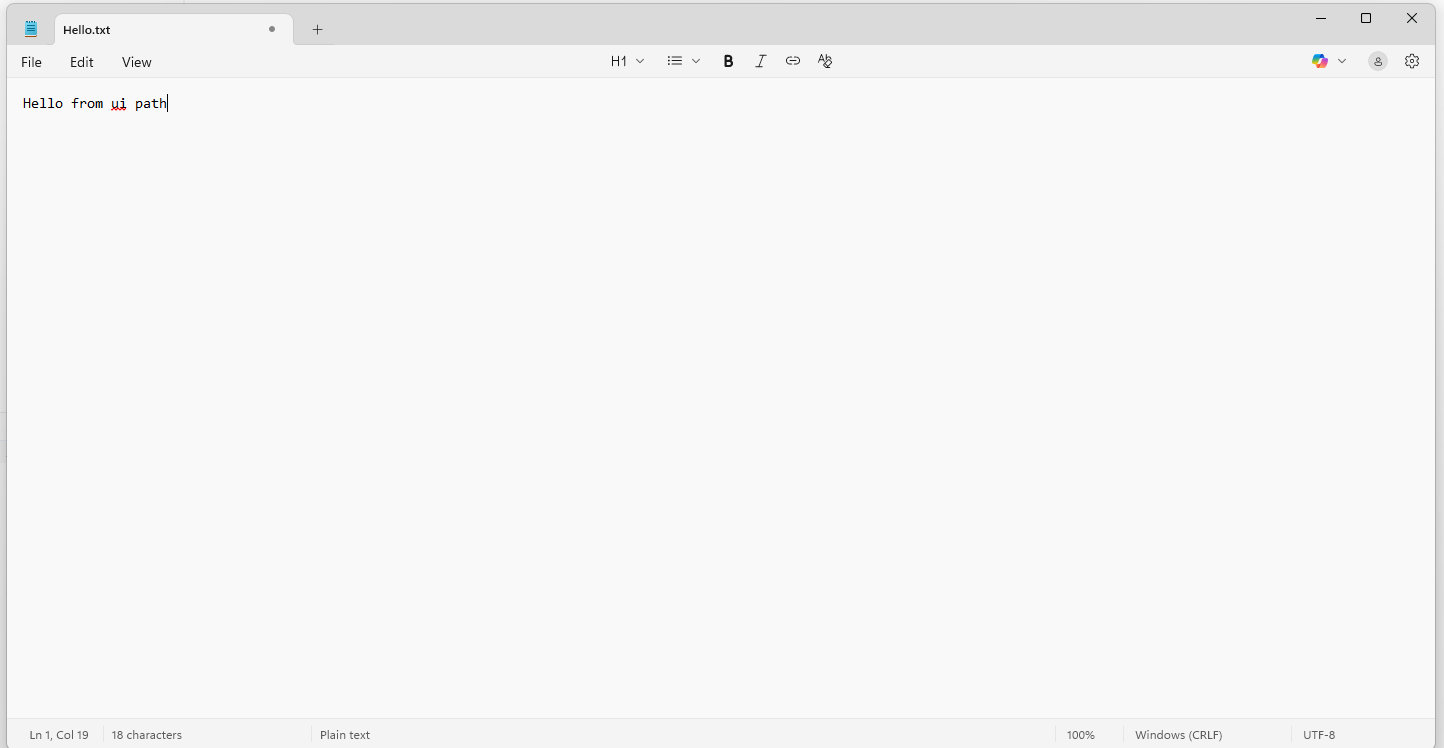 Hello.txt
File Edit View H1 B I
Hello from ui path
Ln 1, Col 19 18 characters Plain text 100% Windows (CRLF) UTF-8